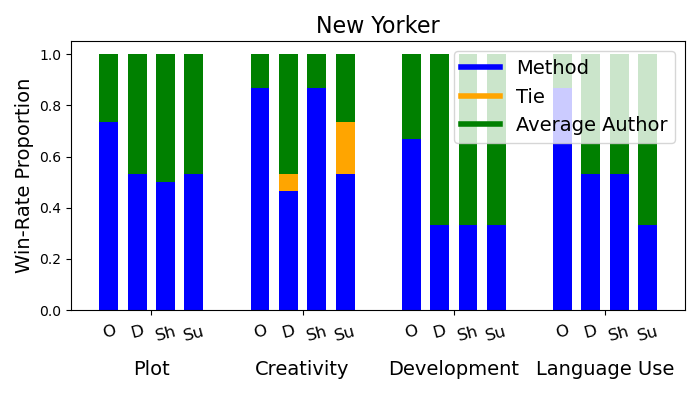 New Yorker
Win-Rate Proportion
1.0
0.8
0.6
0.4
0.2
0.0
Method
Tie
Average Author
O D Sh Su O D Sh Su O D Sh Su O D Sh Su
Plot Creativity Development Language Use